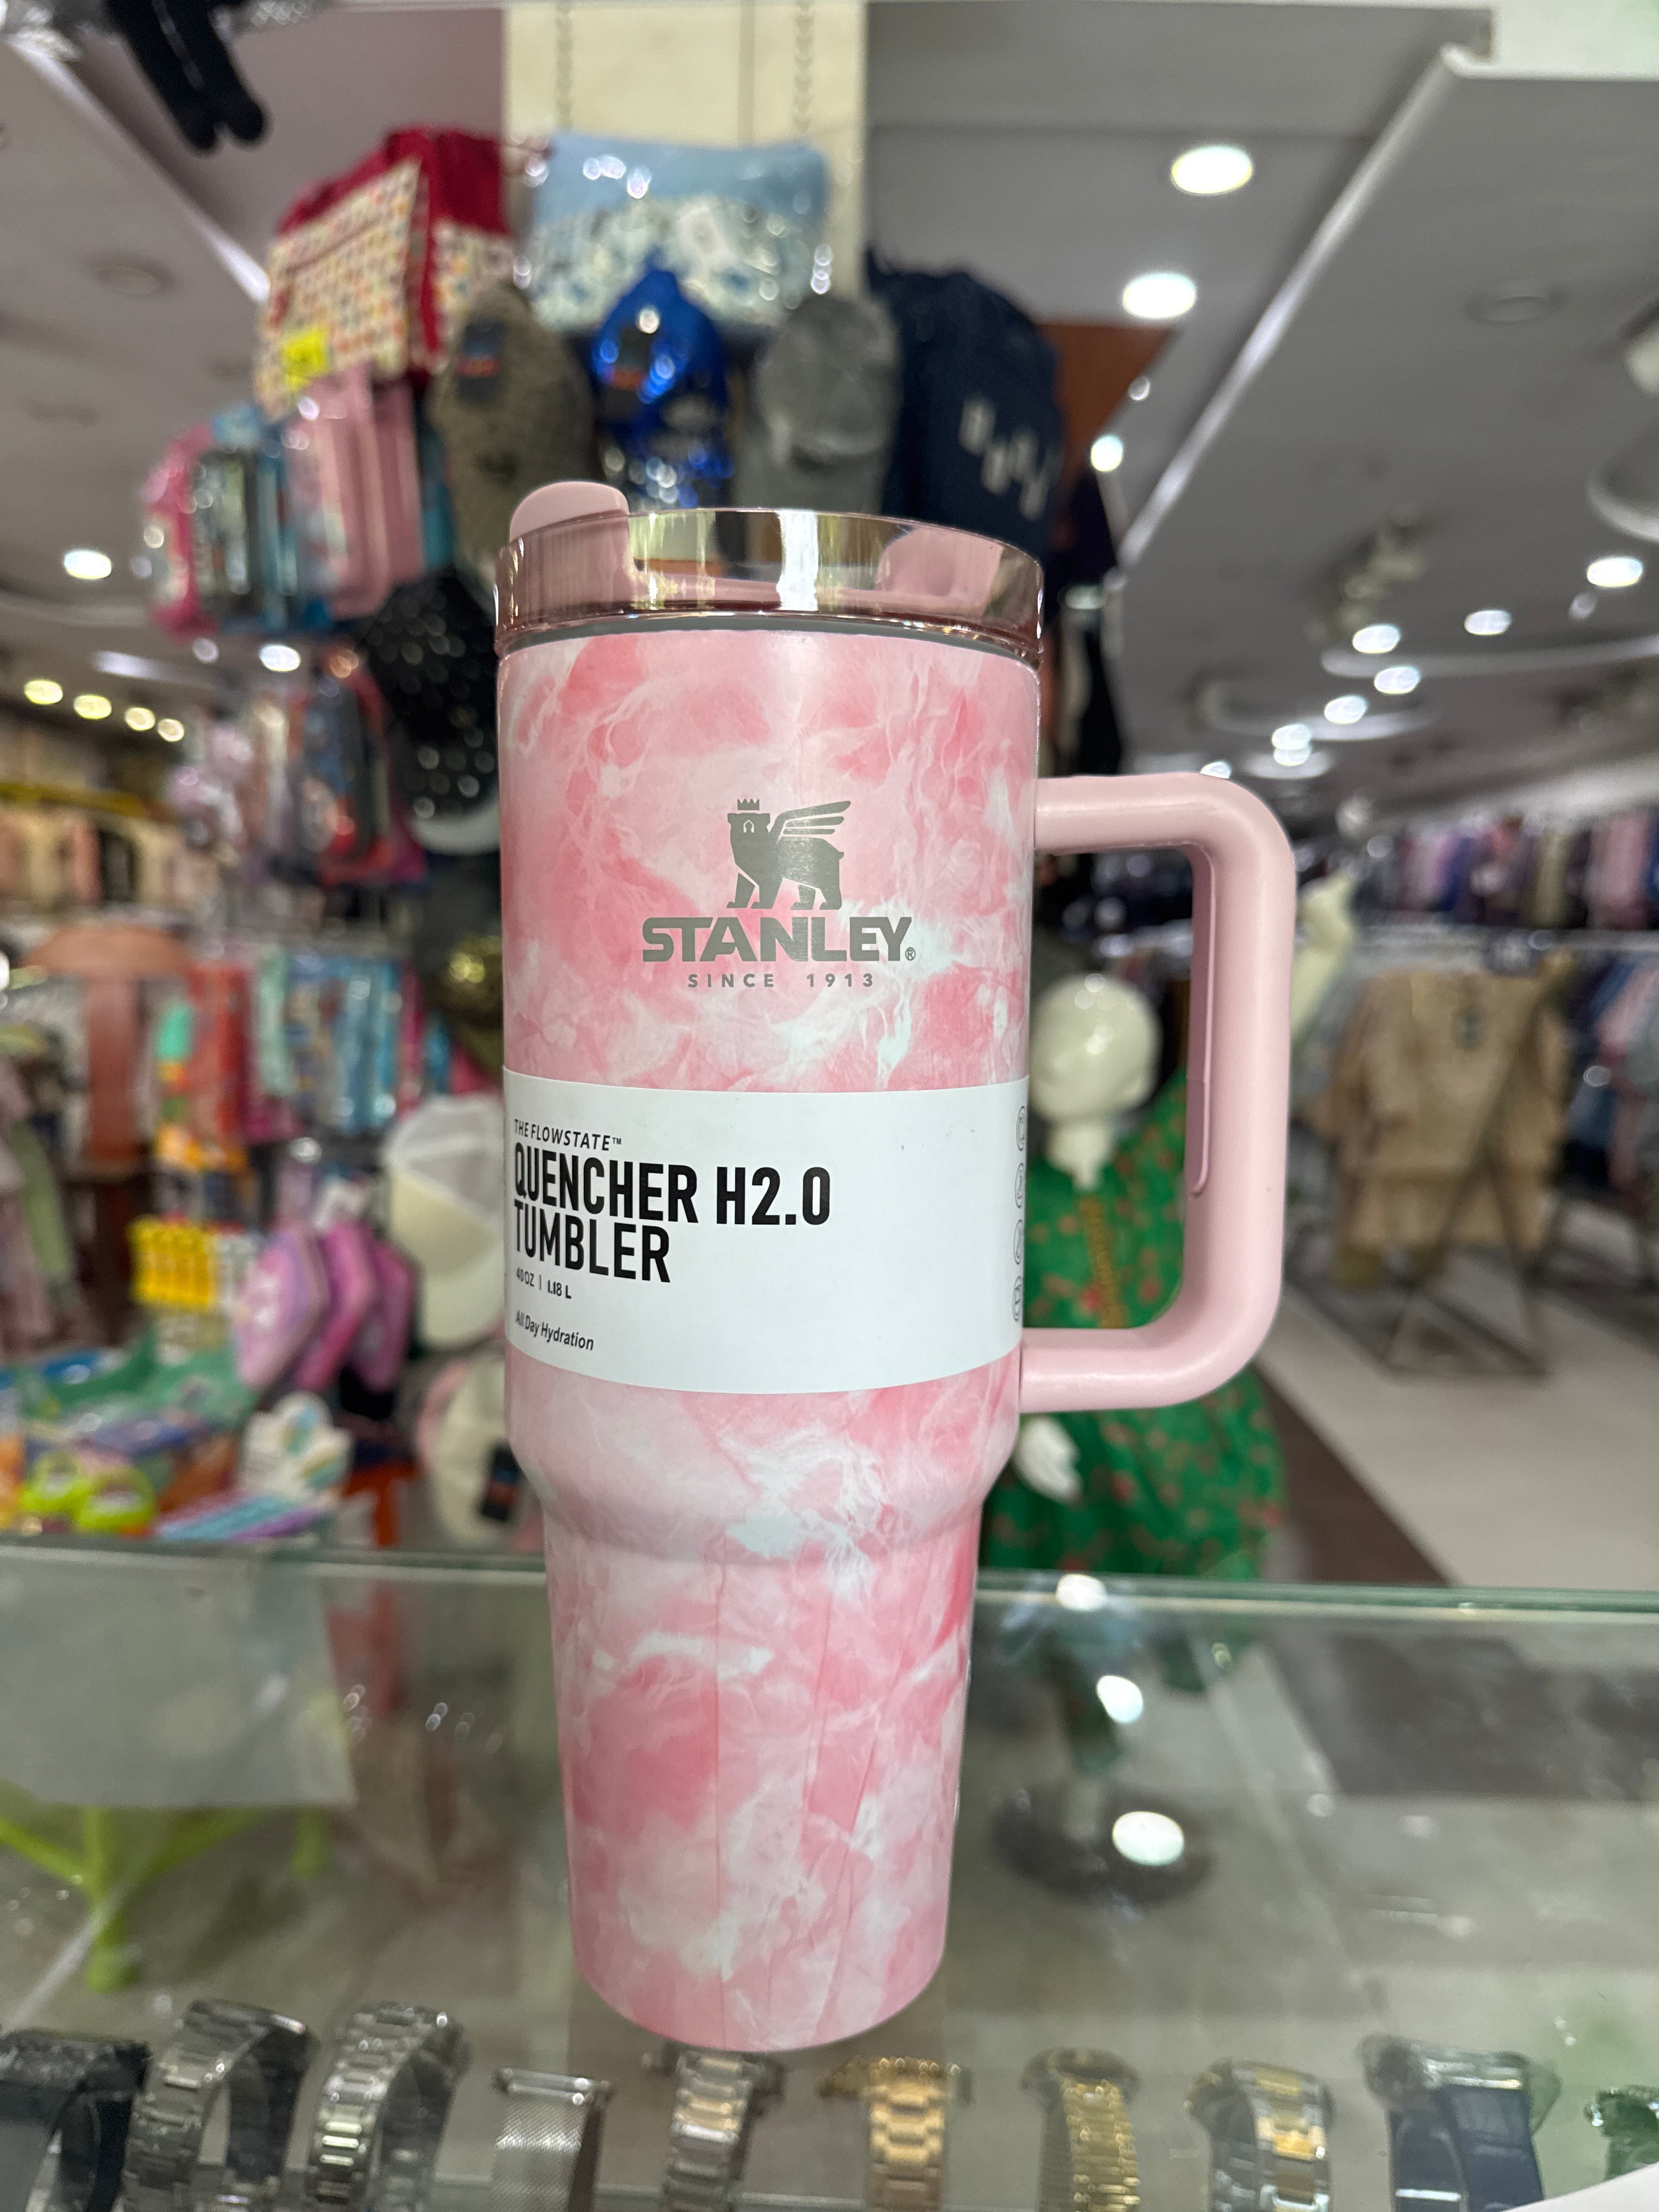 STANLEY®
SINCE 1913
THE FLOWSTATE™
QUENCHER H2.0
TUMBLER
40 OZ | 1.18 L
All Day Hydration